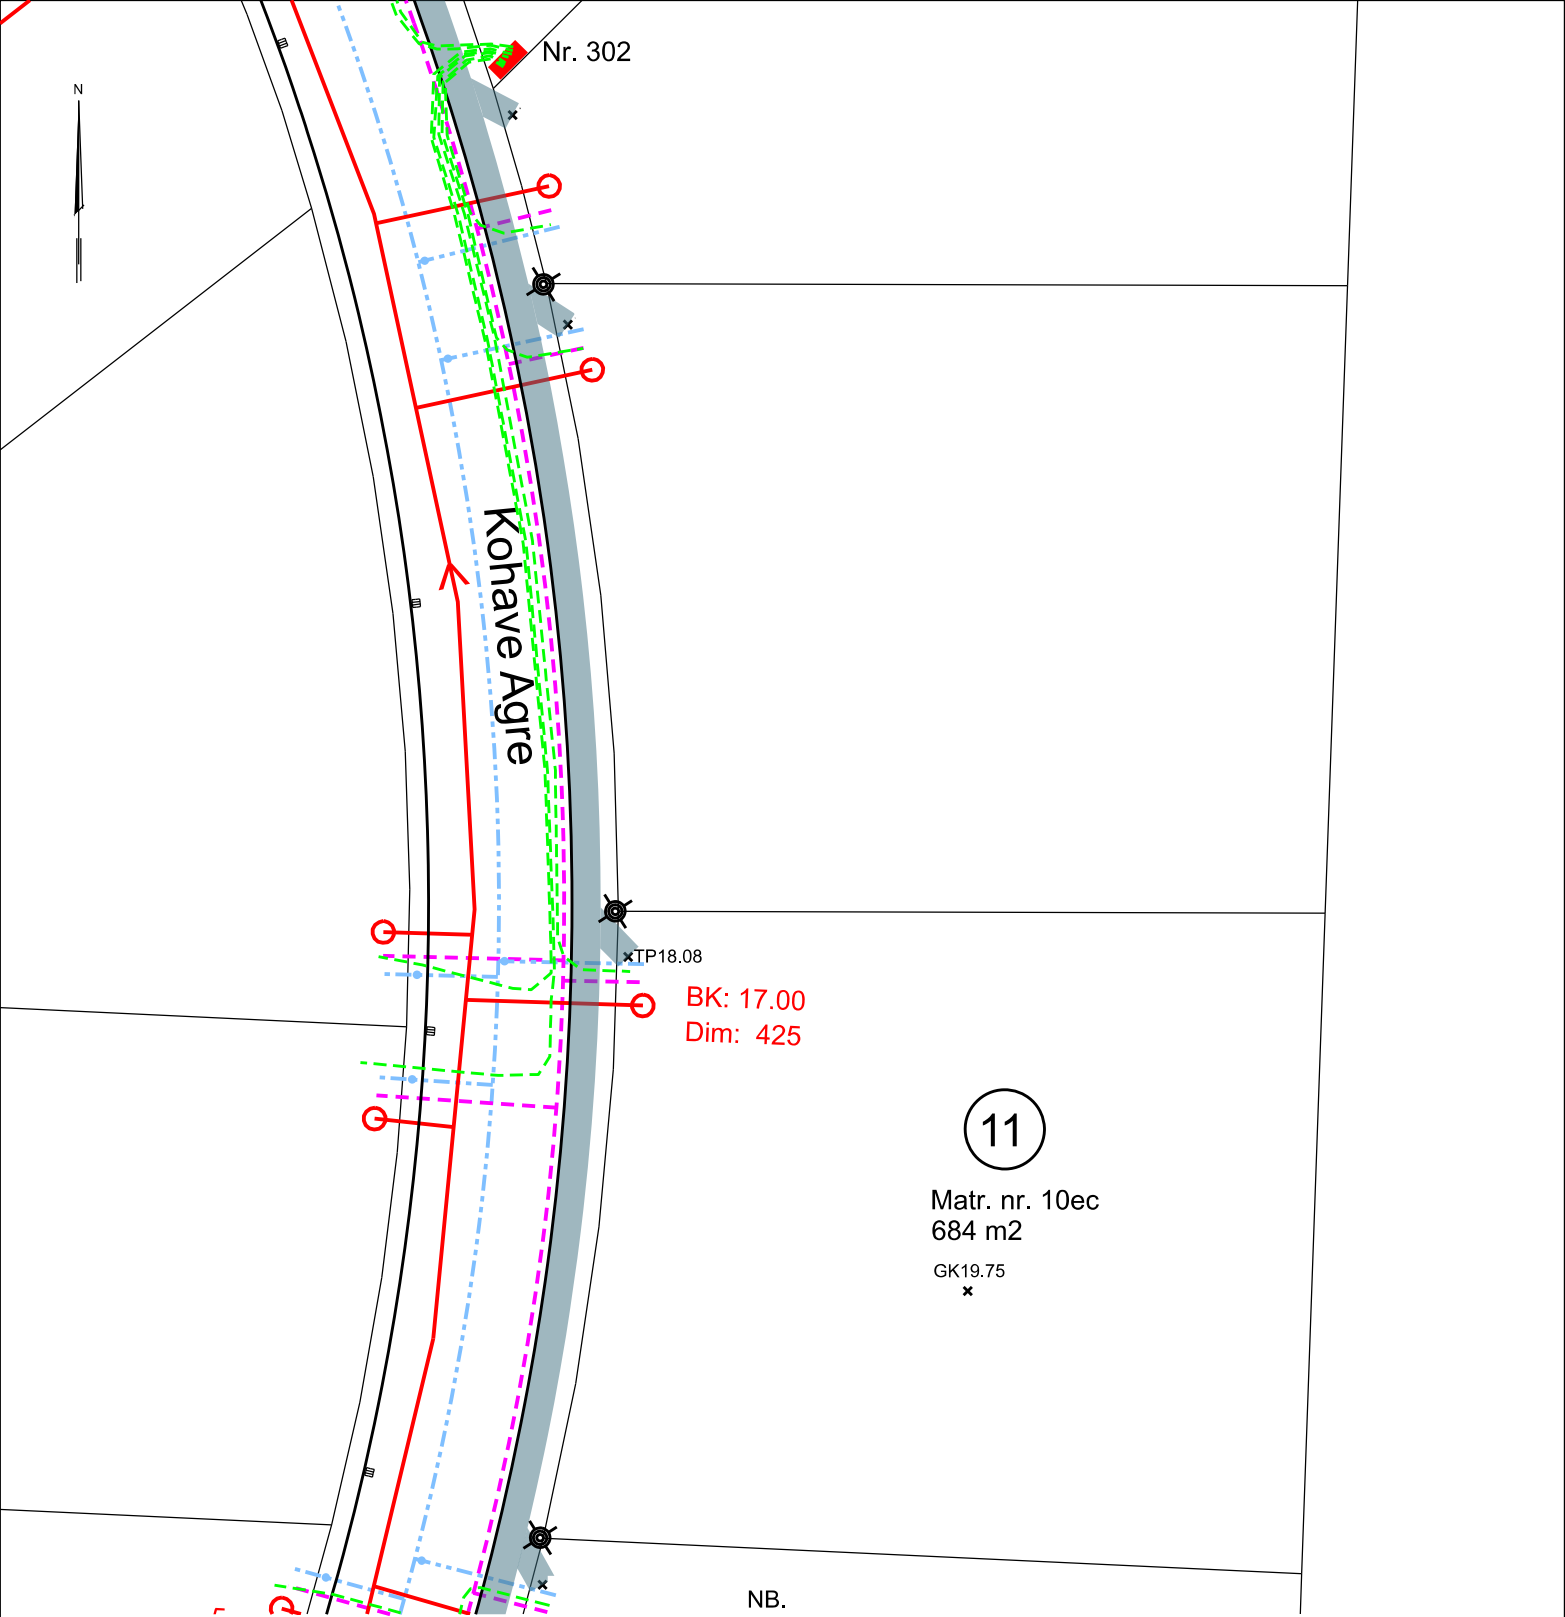 Nr. 302
N
Kohave Agre
TP18.08
BK: 17.00
Dim: 425
11
Matr. nr. 10ec
684 m2
GK19.75
NB.